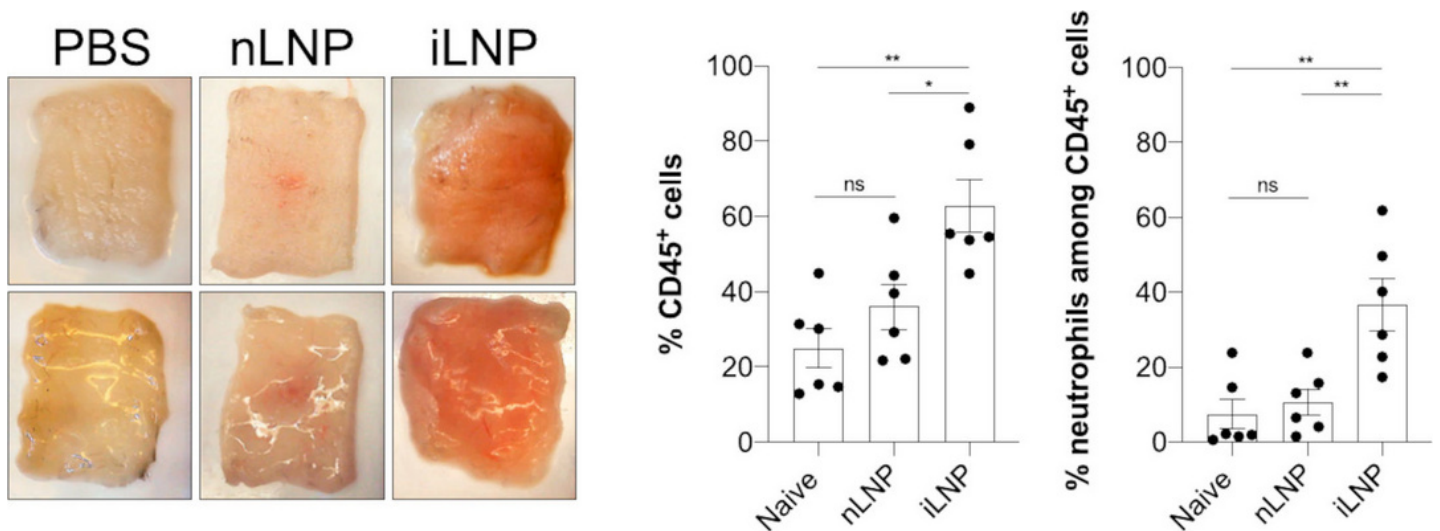 PBS nLNP iLNP
% CD45⁺ cells
100
80
60
40
20
0
**
*
ns
Naive
nLNP
iLNP
% neutrophils among CD45⁺ cells
100
80
60
40
20
0
**
**
ns
Naive
nLNP
iLNP